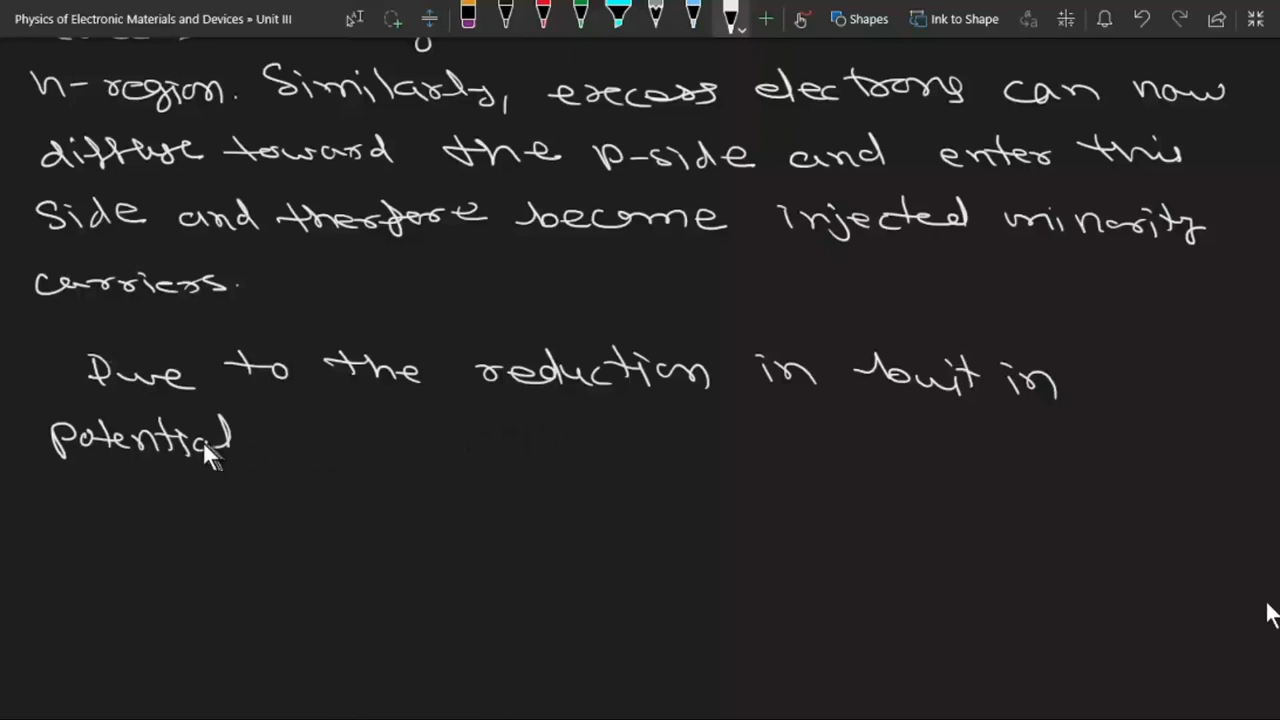 Physics of Electronic Materials and Devices » Unit III
Shapes
Ink to Shape
n-region. Similarly, excess electrons can now
diffuse toward the p-side and enter this
side and therfore become injected minority
carriers.
Due to the reduction in buit in
potential